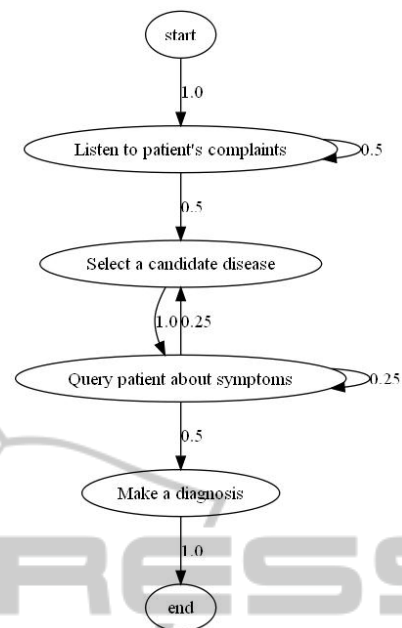 start
1.0
Listen to patient's complaints
0.5
0.5
Select a candidate disease
1.0 0.25
Query patient about symptoms
0.25
0.5
Make a diagnosis
1.0
end
RESS